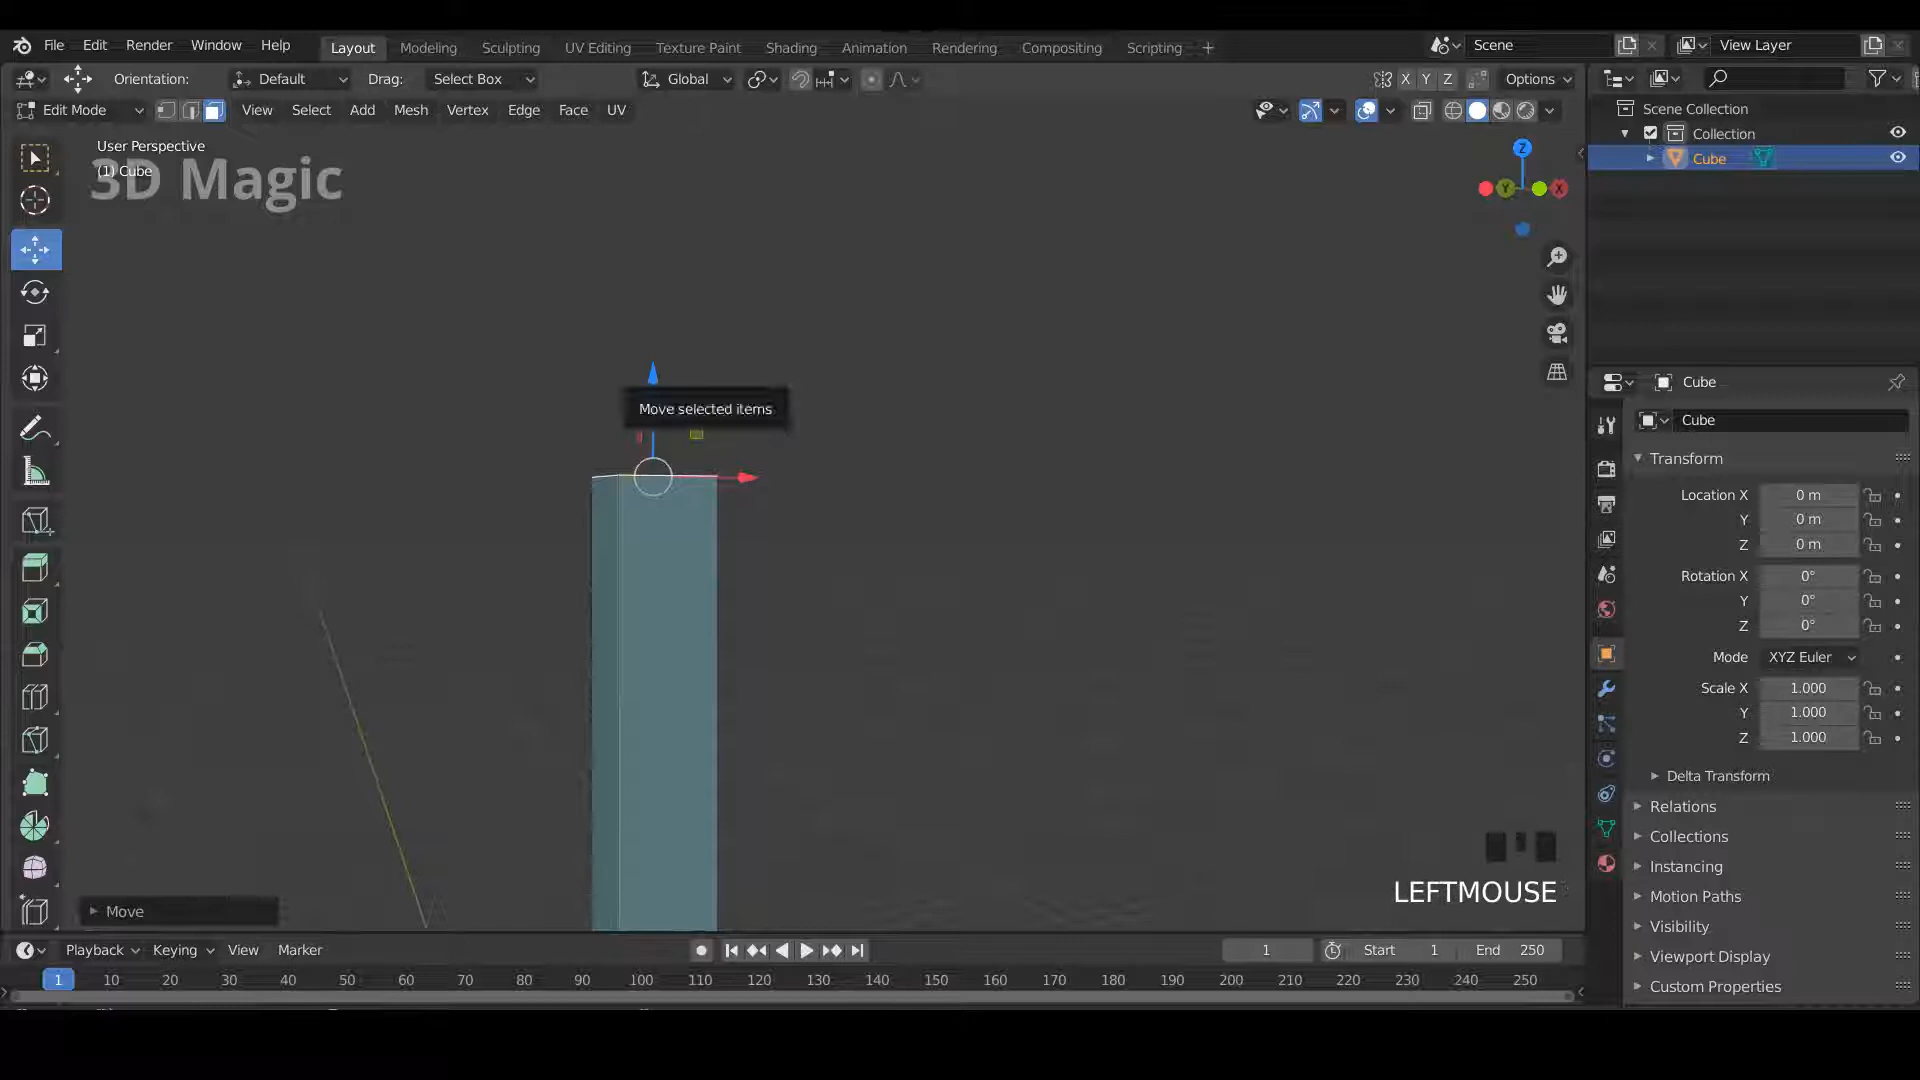 File Edit Render Window Help Layout Modeling Sculpting UV Editing Texture Paint Shading Animation Rendering Compositing Scripting + Scene View Layer
Orientation: Default Drag: Select Box Global X Y Z Options
Edit Mode View Select Add Mesh Vertex Edge Face UV
User Perspective
(1) Cube
3D Magic
Z
Y
X
Move selected items
LEFTMOUSE
Move
Scene Collection
Collection
Cube
Cube
Cube
Transform
Location X 0 m
Y 0 m
Z 0 m
Rotation X 0°
Y 0°
Z 0°
Mode XYZ Euler
Scale X 1.000
Y 1.000
Z 1.000
Delta Transform
Relations
Collections
Instancing
Motion Paths
Visibility
Viewport Display
Custom Properties
Playback Keying View Marker 1 Start 1 End 250
1 10 20 30 40 50 60 70 80 90 100 110 120 130 140 150 160 170 180 190 200 210 220 230 240 250